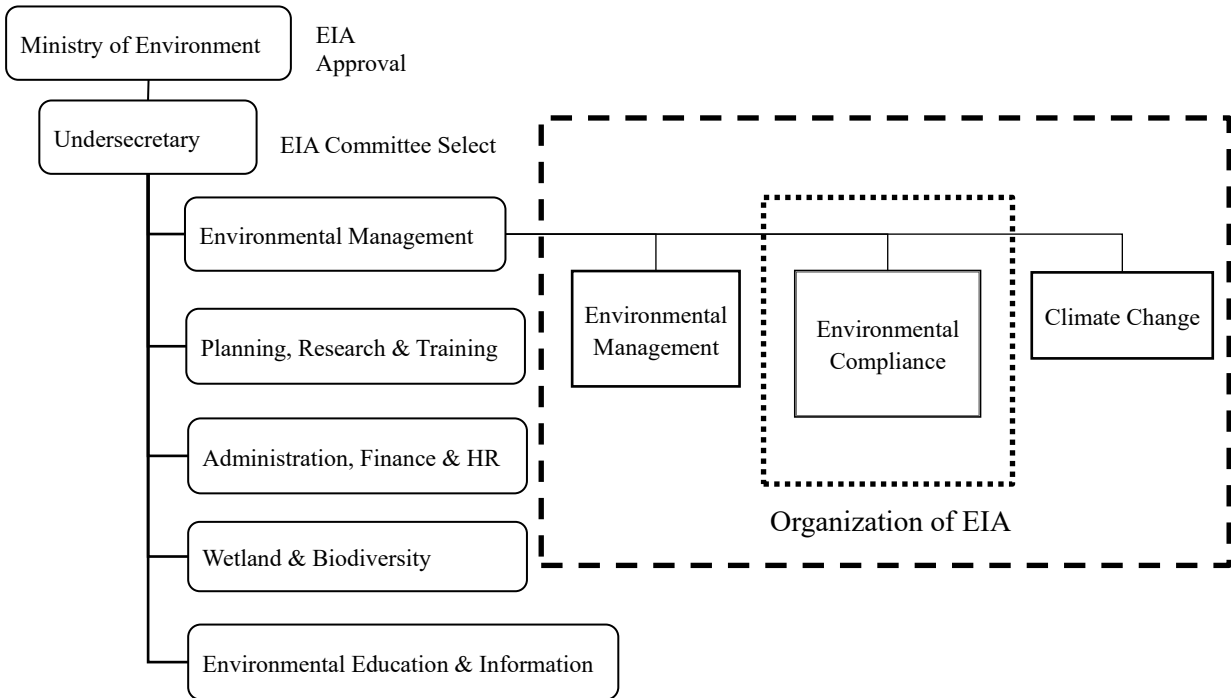 Ministry of Environment
EIA
Approval
Undersecretary
EIA Committee Select
Environmental Management
Environmental
Management
Environmental
Compliance
Climate Change
Planning, Research & Training
Administration, Finance & HR
Organization of EIA
Wetland & Biodiversity
Environmental Education & Information